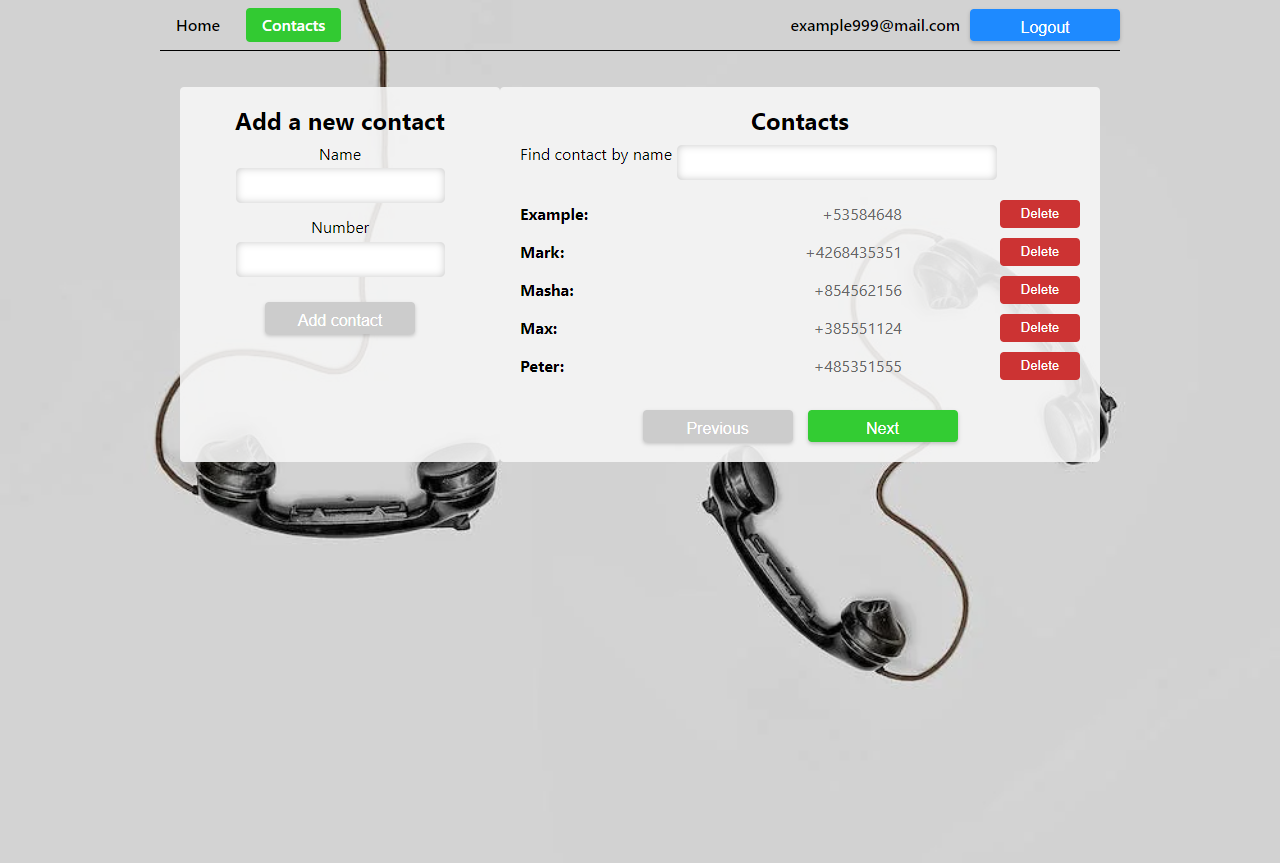 Home Contacts example999@mail.com Logout
Add a new contact
Name
Number
Add contact
Contacts
Find contact by name
Example: +53584648 Delete
Mark: +4268435351 Delete
Masha: +854562156 Delete
Max: +385551124 Delete
Peter: +485351555 Delete
Previous Next